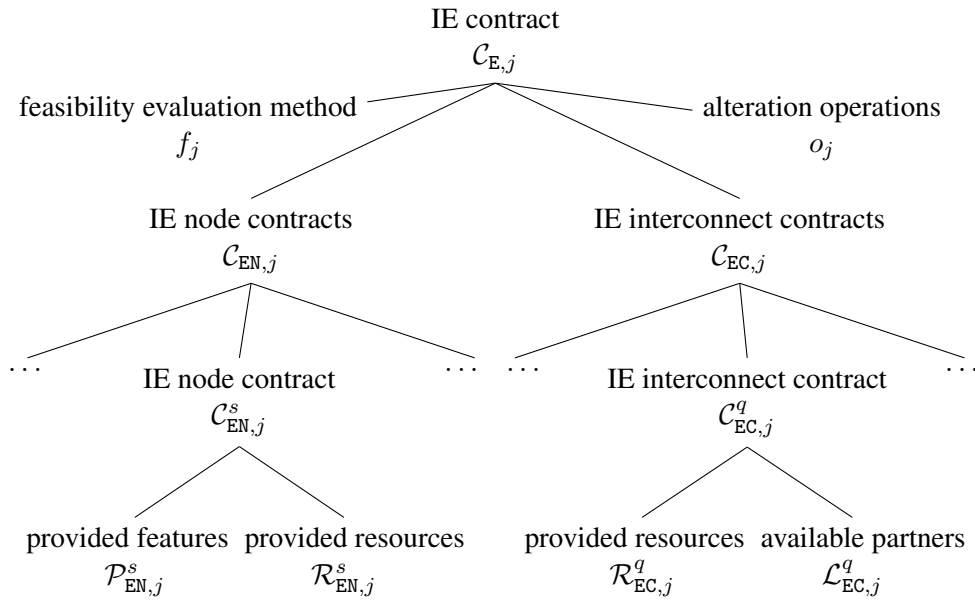 IE contract
𝒞_{E,j}
feasibility evaluation method
f_j
alteration operations
o_j
IE node contracts
𝒞_{EN,j}
IE interconnect contracts
𝒞_{EC,j}
... ... ... ...
IE node contract
𝒞^s_{EN,j}
IE interconnect contract
𝒞^q_{EC,j}
provided features provided resources provided resources available partners
𝒫^s_{EN,j} ℛ^s_{EN,j} ℛ^q_{EC,j} ℒ^q_{EC,j}